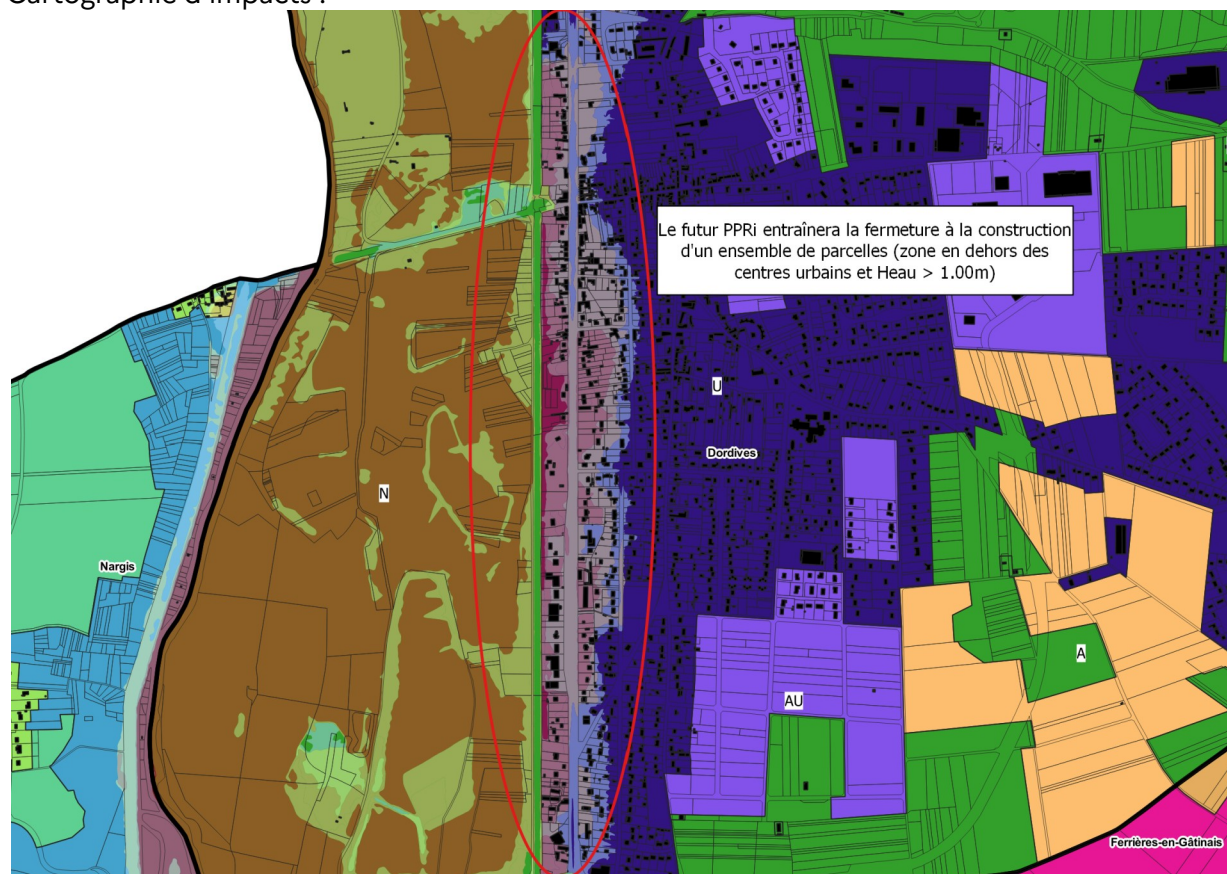 Cartographie d'impacts :
Le futur PPRi entraînera la fermeture à la construction
d'un ensemble de parcelles (zone en dehors des
centres urbains et Heau > 1.00m)
U
Dordives
N
Nargis
A
AU
Ferrières-en-Gâtinais